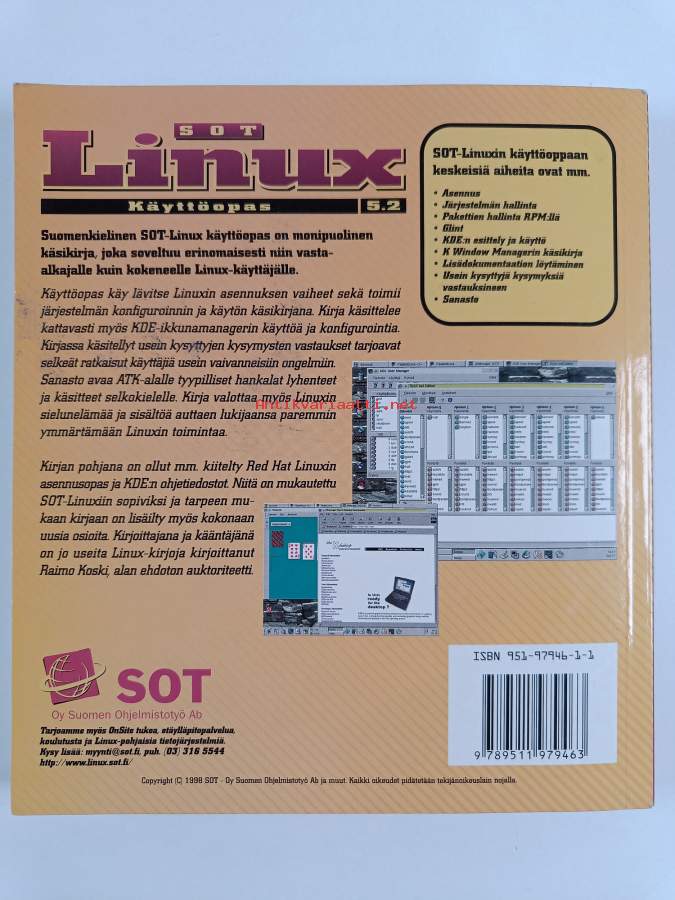 SOT
Linux
Käyttöopas 5.2
Suomenkielinen SOT-Linux käyttöopas on monipuolinen
käsikirja, joka soveltuu erinomaisesti niin vasta-
alkajalle kuin kokeneelle Linux-käyttäjälle.
Käyttöopas käy lävitse Linuxin asennuksen vaiheet sekä toimii
järjestelmän konfiguroinnin ja käytön käsikirjana. Kirja käsittelee
kattavasti myös KDE-ikkunamanagerin käyttöä ja konfigurointia.
Kirjassa käsitellyt usein kysyttyjen kysymysten vastaukset tarjoavat
selkeät ratkaisut käyttäjiä usein vaivanneisiin ongelmiin.
Sanasto avaa ATK-alalle tyypilliset hankalat lyhenteet
ja käsitteet selkokielelle. Kirja valottaa myös Linuxin
sielunelämää ja sisältöä auttaen lukijaansa paremmin
ymmärtämään Linuxin toimintaa.
Kirjan pohjana on ollut mm. kiitelty Red Hat Linuxin
asennusopas ja KDE:n ohjetiedostot. Niitä on mukautettu
SOT-Linuxiin sopiviksi ja tarpeen mu-
kaan kirjaan on lisäilty myös kokonaan
uusia osioita. Kirjoittajana ja kääntäjänä
on jo useita Linux-kirjoja kirjoittanut
Raimo Koski, alan ehdoton auktoriteetti.
SOT-Linuxin käyttöoppaan
keskeisiä aiheita ovat mm.
• Asennus
• Järjestelmän hallinta
• Pakettien hallinta RPM:llä
• Glint
• KDE:n esittely ja käyttö
• K Window Managerin käsikirja
• Lisädokumentaation löytäminen
• Usein kysyttyjä kysymyksiä
vastauksineen
• Sanasto
Antikvariaatti.net
is Unix
ready
for the
desktop ?
SOT
Oy Suomen Ohjelmistotyö Ab
Tarjoamme myös OnSite tukea, etäylläpitopalvelua,
koulutusta ja Linux-pohjaisia tietojärjestelmiä.
Kysy lisää: myynti@sot.fi, puh. (03) 316 5544
http://www.linux.sot.fi/
ISBN 951-97946-1-1
9 789511 979463
Copyright (C) 1998 SOT - Oy Suomen Ohjelmistotyö Ab ja muut. Kaikki oikeudet pidätetään tekijänoikeuslain nojalla.